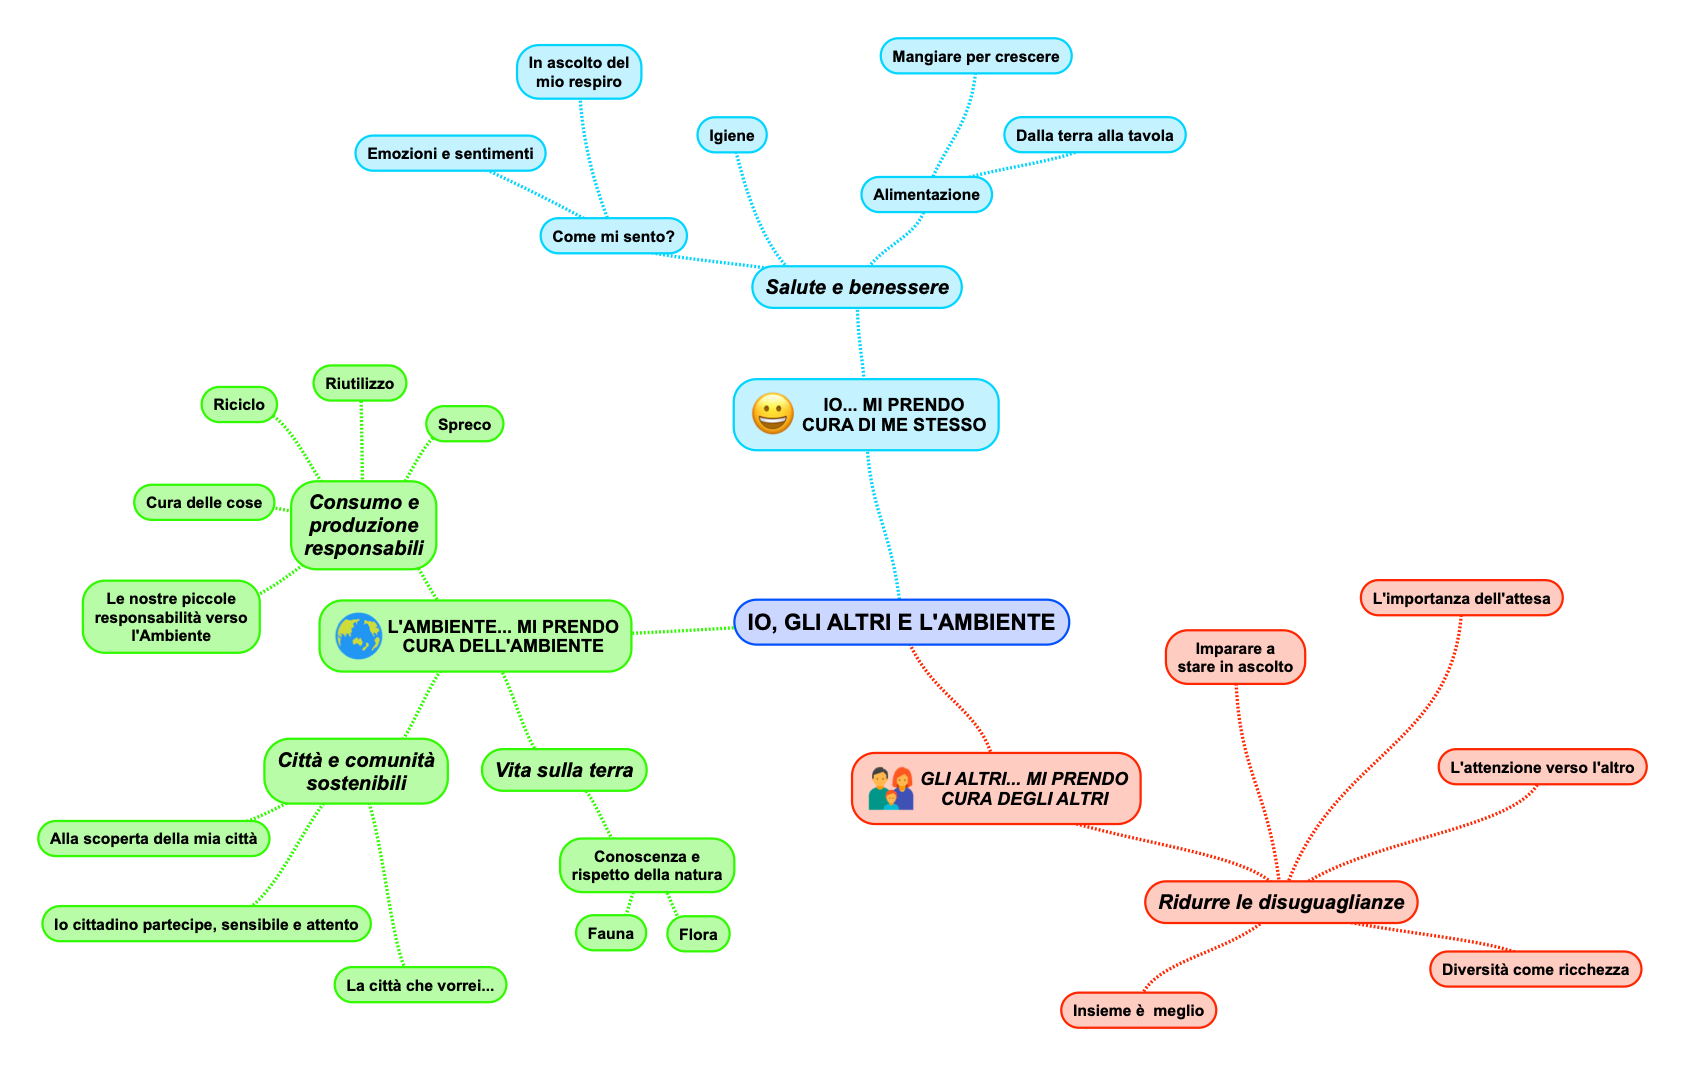 In ascolto del
mio respiro
Mangiare per crescere
Igiene
Dalla terra alla tavola
Emozioni e sentimenti
Alimentazione
Come mi sento?
Salute e benessere
IO... MI PRENDO
CURA DI ME STESSO
Riutilizzo
Riciclo
Spreco
Cura delle cose
Consumo e
produzione
responsabili
Le nostre piccole
responsabilità verso
l'Ambiente
L'AMBIENTE... MI PRENDO
CURA DELL'AMBIENTE
IO, GLI ALTRI E L'AMBIENTE
L'importanza dell'attesa
Imparare a
stare in ascolto
Città e comunità
sostenibili
Vita sulla terra
GLI ALTRI... MI PRENDO
CURA DEGLI ALTRI
L'attenzione verso l'altro
Alla scoperta della mia città
Conoscenza e
rispetto della natura
Ridurre le disuguaglianze
Io cittadino partecipe, sensibile e attento
Fauna
Flora
La città che vorrei...
Diversità come ricchezza
Insieme è  meglio